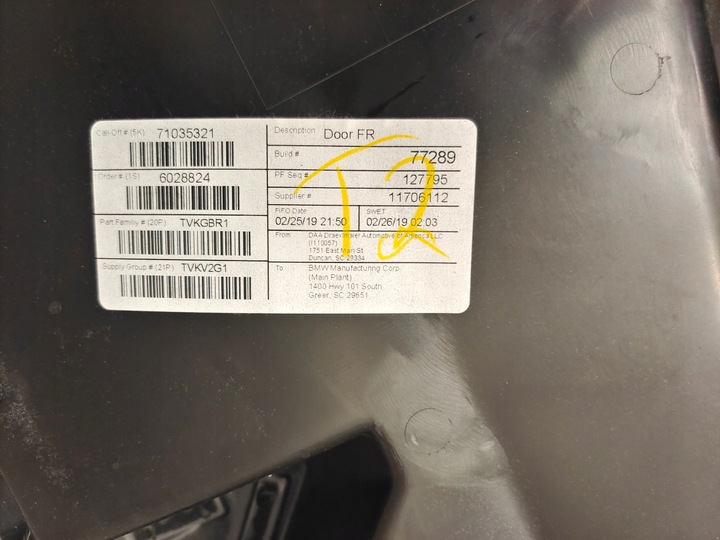 Call-Off # (5K) 71035321
Order # (1S) 6028824
Part Family # (20P) TVKGBR1
Supply Group # (21P) TVKV2G1
Description Door FR
Build # 77289
PF Seq # 127795
Supplier # 11706112
FIFO Date
02/25/19 21:50
SWET
02/26/19 02:03
From DAA Draexlmaier Automotive of America LLC
(I110057)
1751 East Main St
Duncan, SC 29334
To BMW Manufacturing Corp.
(Main Plant)
1400 Hwy 101 South
Greer, SC 29651
T2